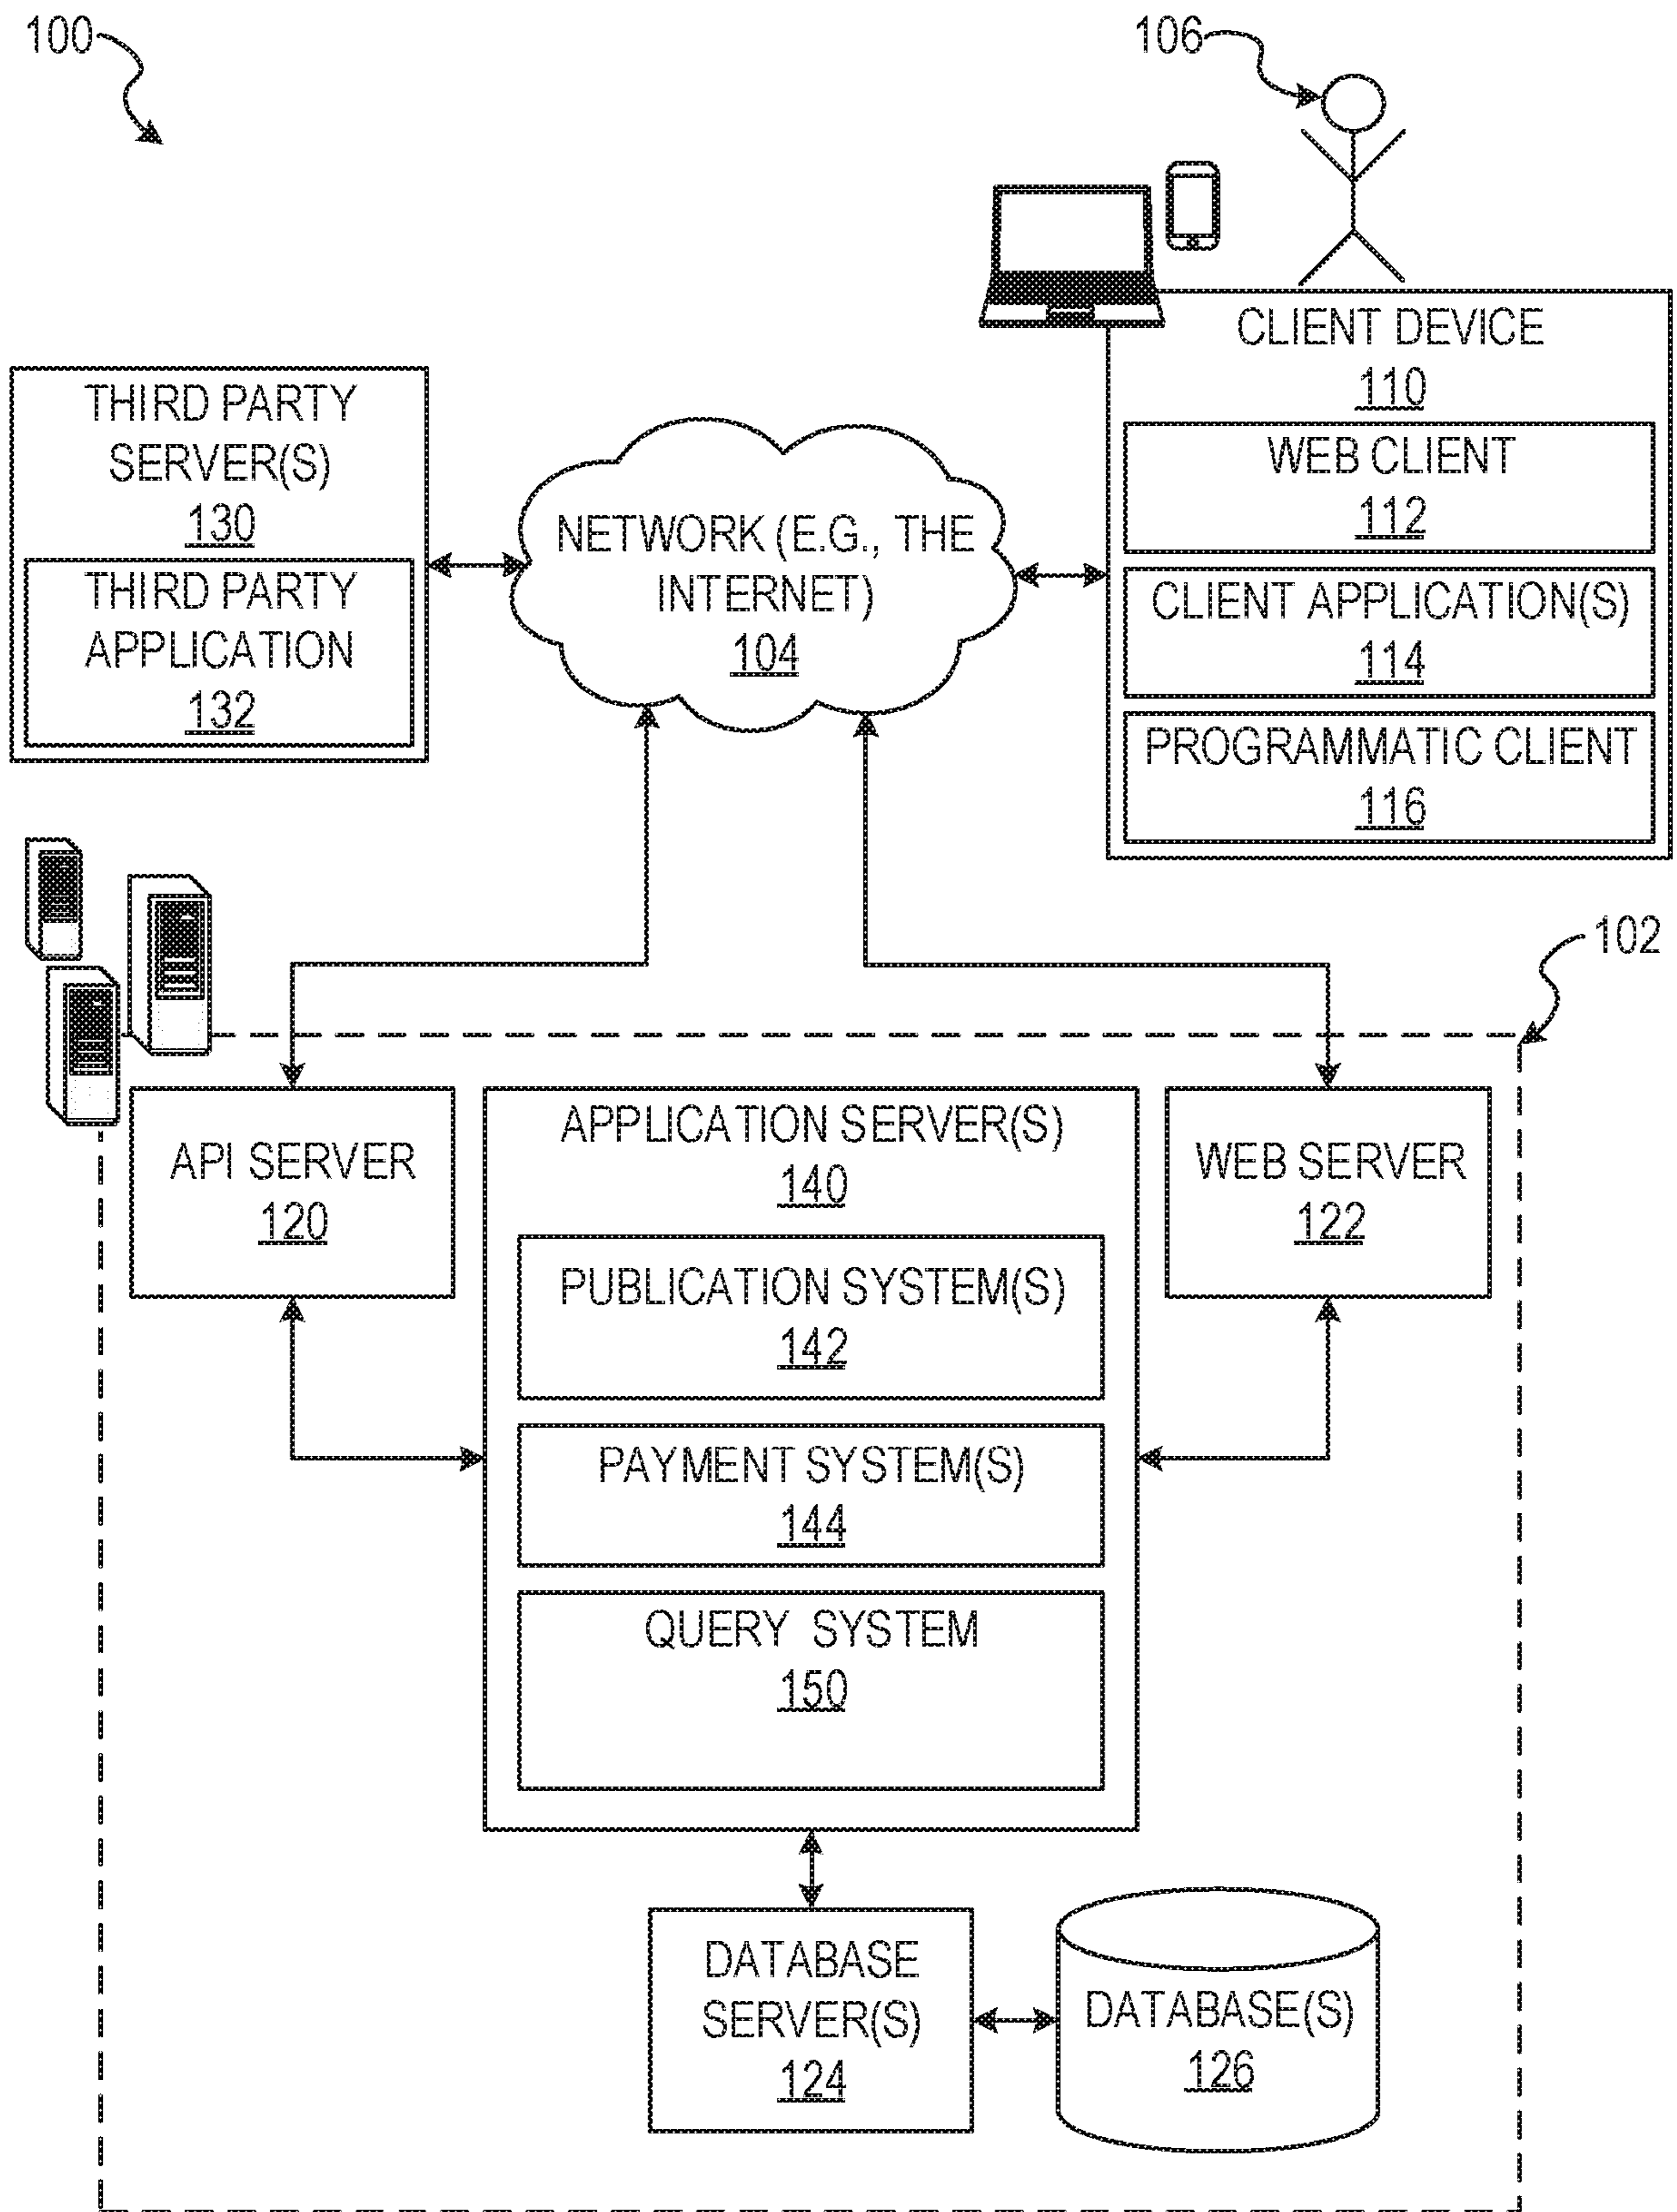 100
106
CLIENT DEVICE
110
WEB CLIENT
112
CLIENT APPLICATION(S)
114
PROGRAMMATIC CLIENT
116
THIRD PARTY
SERVER(S)
130
THIRD PARTY
APPLICATION
132
NETWORK (E.G., THE
INTERNET)
104
102
API SERVER
120
APPLICATION SERVER(S)
140
PUBLICATION SYSTEM(S)
142
PAYMENT SYSTEM(S)
144
QUERY SYSTEM
150
WEB SERVER
122
DATABASE
SERVER(S)
124
DATABASE(S)
126